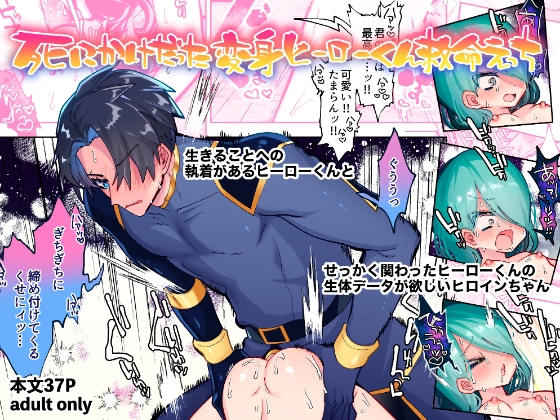 死にかけだった変身ヒーローくん救命えっち
最高…ッ!!
可愛い!!
たまらんッ!!
生きることへの
執着があるヒーローくんと
ぐううっ
ぎちぎちに
締め付けてくる
くせにイッ…
せっかく関わったヒーローくんの
生体データが欲しいヒロインちゃん
本文37P
adult only